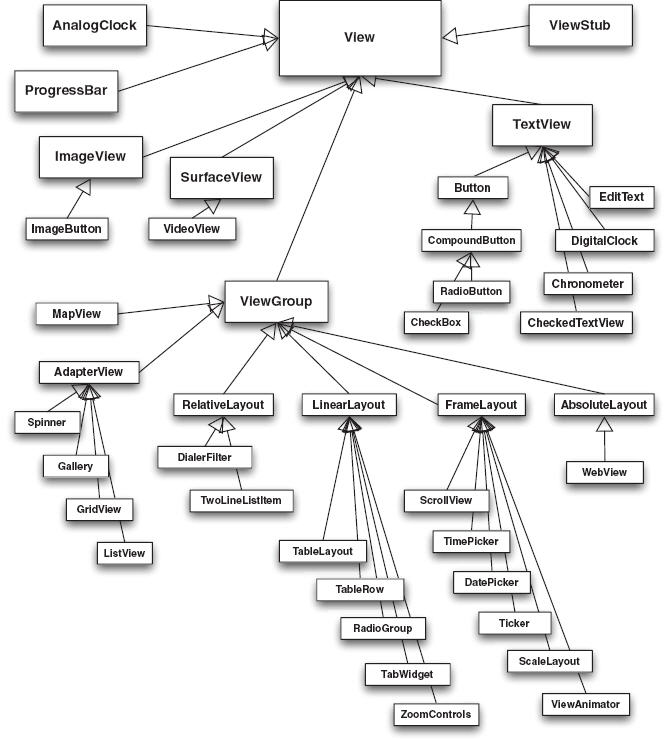 AnalogClock
View
ViewStub
ProgressBar
TextView
ImageView
SurfaceView
Button
EditText
ImageButton
VideoView
CompoundButton
DigitalClock
RadioButton
Chronometer
ViewGroup
MapView
CheckBox
CheckedTextView
AdapterView
RelativeLayout
LinearLayout
FrameLayout
AbsoluteLayout
Spinner
DialerFilter
Gallery
WebView
TwoLineListItem
ScrollView
GridView
TimePicker
ListView
TableLayout
DatePicker
TableRow
Ticker
RadioGroup
ScaleLayout
TabWidget
ViewAnimator
ZoomControls